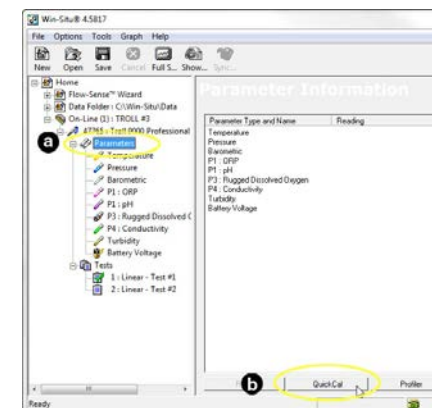 Win-Situ® 4.5817
File Options Tools Graph Help
New Open Save Cancel Full S... Show... Sync...
Home
Flow-Sense™ Wizard
Data Folder : C:\Win-Situ\Data
On-Line (1) : TROLL #3
Troll 9000 Professional
a
Parameters
Temperature
Pressure
Barometric
P1 : ORP
P1 : pH
P3 : Rugged Dissolved O
P4 : Conductivity
Turbidity
Battery Voltage
Tests
1 : Linear - Test #1
2 : Linear - Test #2
Parameter Information
Parameter Type and Name Reading
Temperature
Pressure
Barometric
P1 : ORP
P1 : pH
P3 : Rugged Dissolved Oxygen
P4 : Conductivity
Turbidity
Battery Voltage
b
QuickCal Profiler
Ready